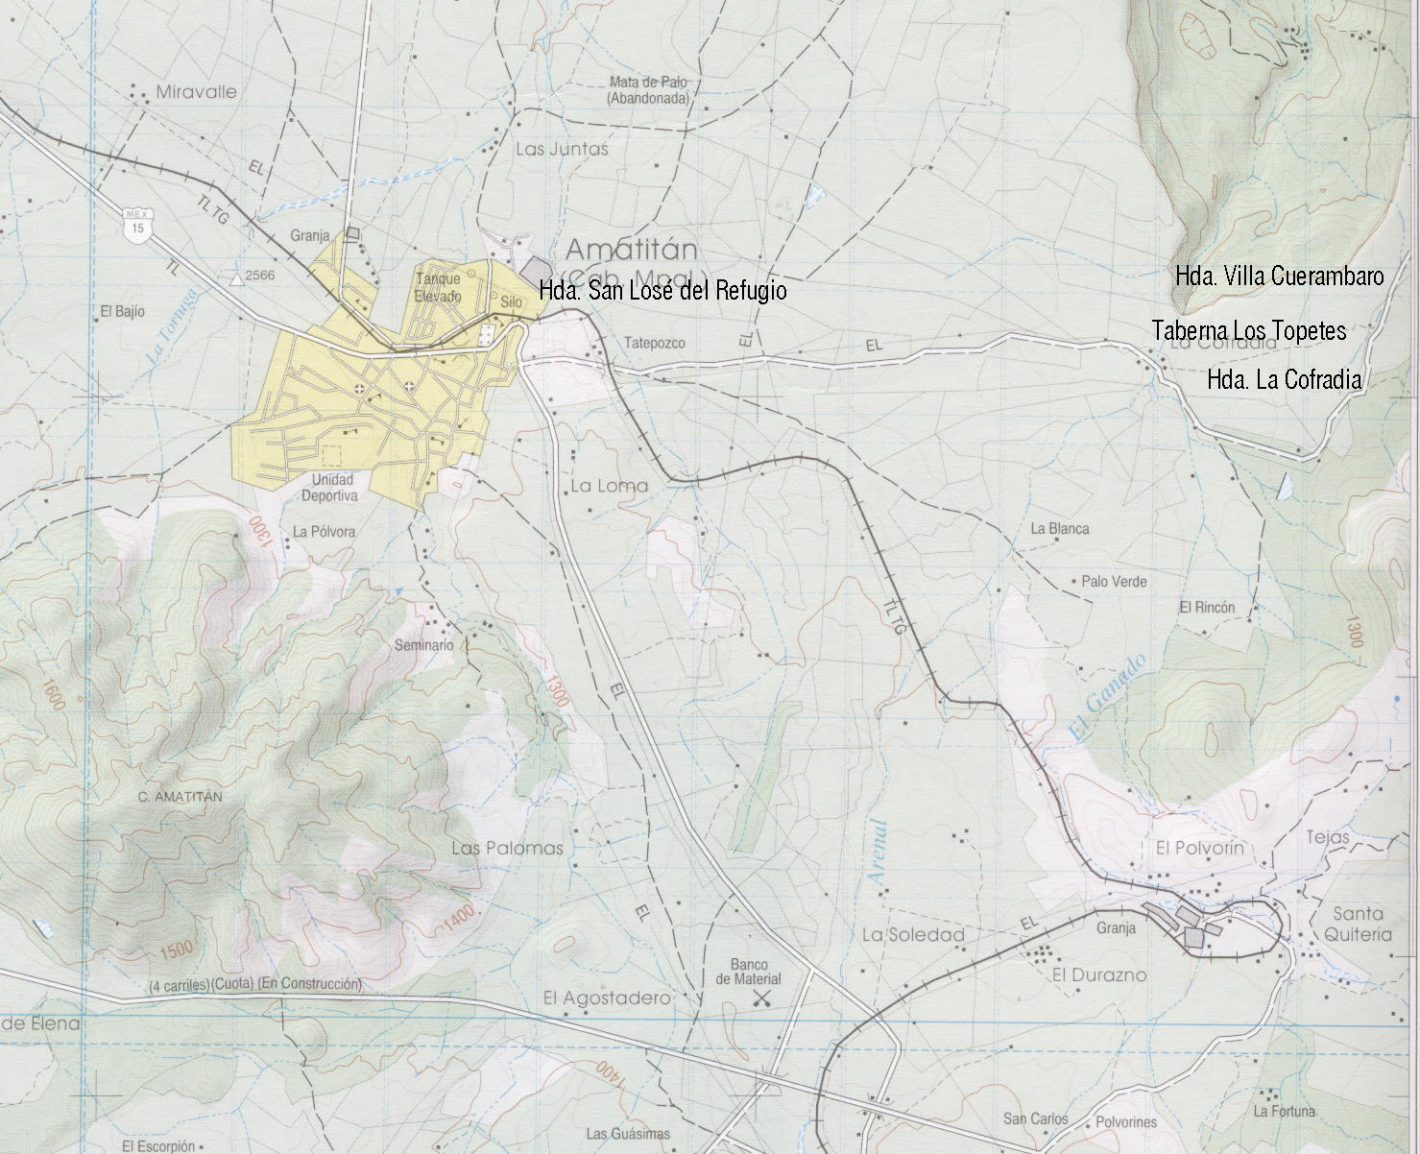 Miravalle
Mata de Palo
(Abandonada)
Las Juntas
EL
TL TG
MEX
15
TL
Granja
2566
Amatitán
(Cab. Mpal.)
Tanque
Elevado
Silo
Hda. San Losé del Refugio
Hda. Villa Cuerambaro
El Bajío
La Tortuga
Tatepozco
EL
EL
Taberna Los Topetes
La Cofradía
Hda. La Cofradia
Unidad
Deportiva
La Loma
La Pólvora
1300
La Blanca
Palo Verde
El Rincón
TL TG
1300
Seminario
1600
1300
EL
El Ganado
C. AMATITÁN
Las Palomas
Arenal
El Polvorín
Tejas
1400
1500
EL
La Soledad
EL
Granja
Santa
Quiteria
El Durazno
Banco
de Material
(4 carriles)(Cuota) (En Construcción)
El Agostadero
de Elena
1400
San Carlos
Polvorines
La Fortuna
Las Guásimas
El Escorpión